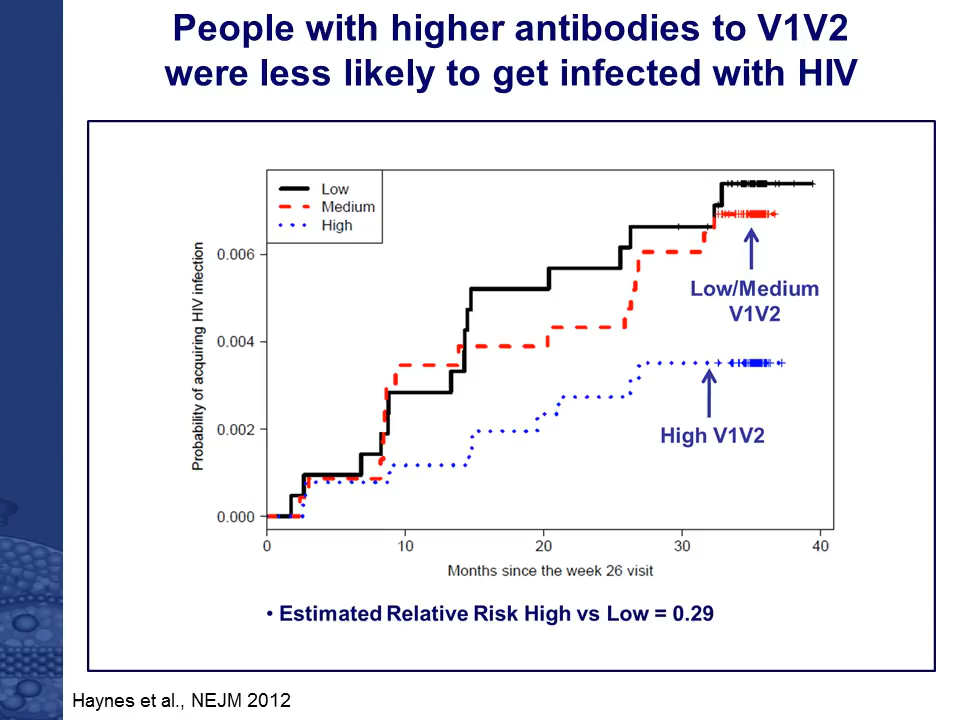 People with higher antibodies to V1V2
were less likely to get infected with HIV
Low
Medium
High
Probability of acquiring HIV infection
0.006
0.004
0.002
0.000
Low/Medium
V1V2
High V1V2
0
10
20
30
40
Months since the week 26 visit
• Estimated Relative Risk High vs Low = 0.29
Haynes et al., NEJM 2012